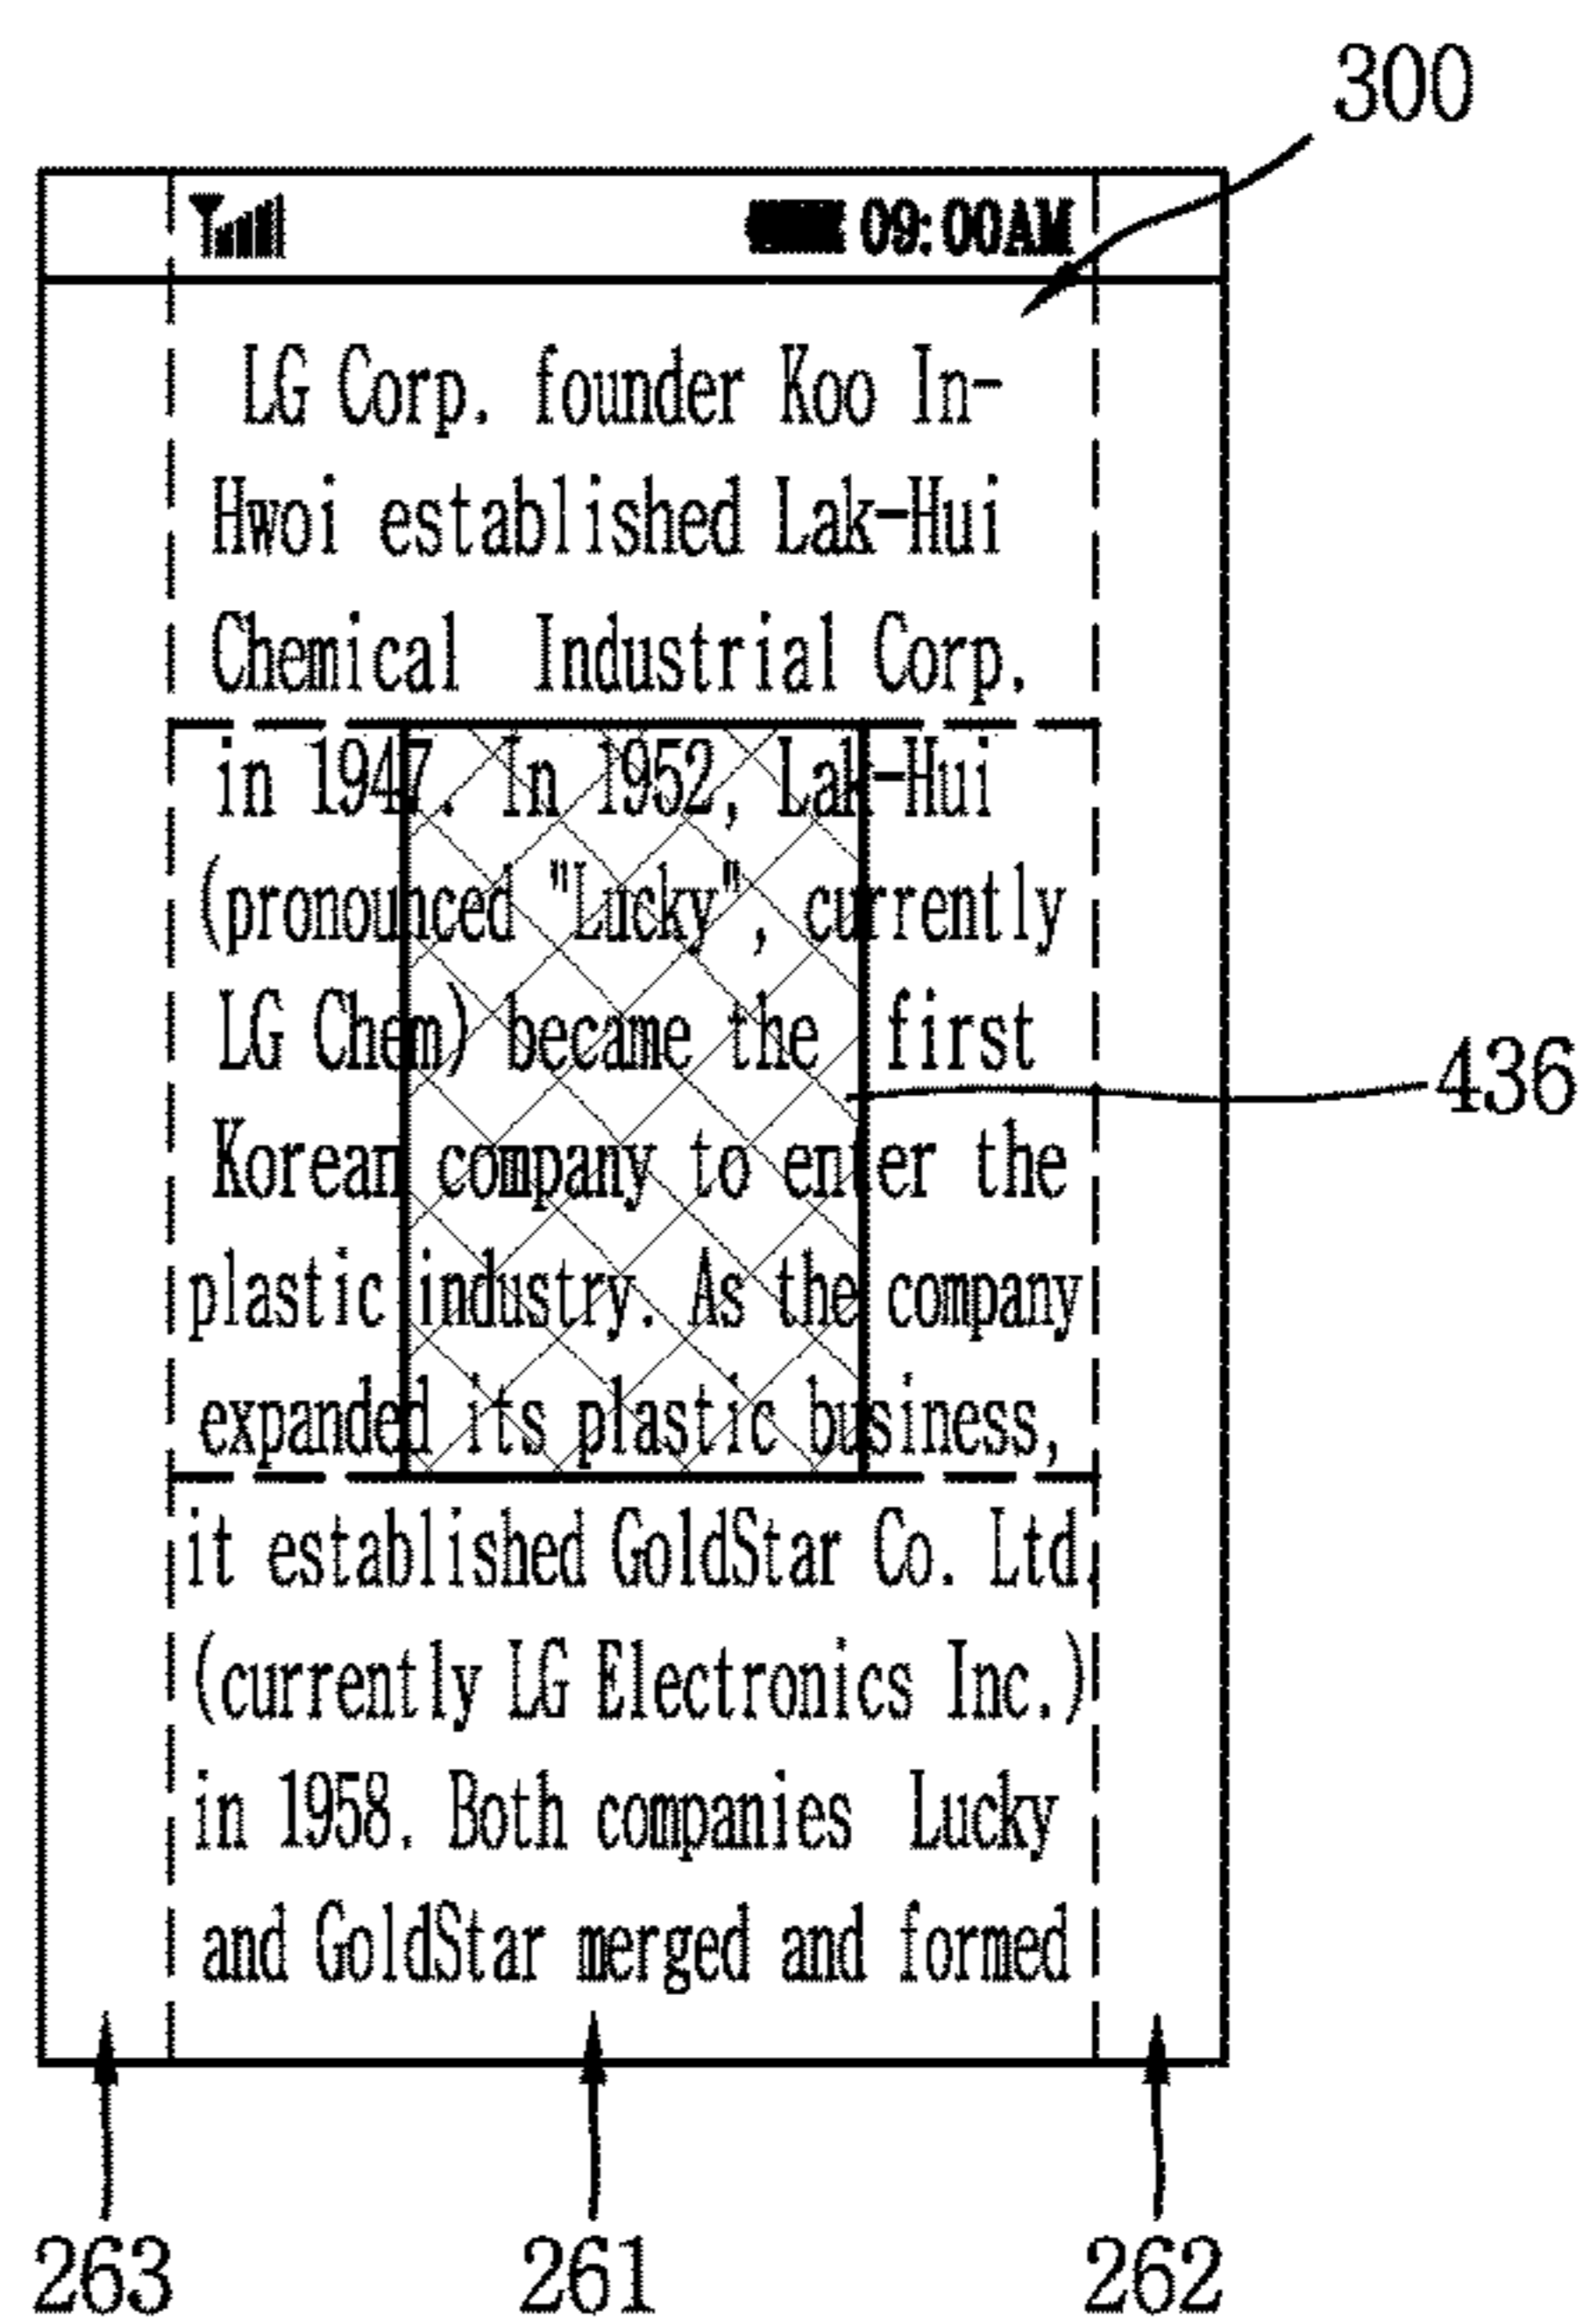 300
09:00AM
LG Corp. founder Koo In-
Hwoi established Lak-Hui
Chemical Industrial Corp.
in 1947. In 1952, Lak-Hui
(pronounced "Lucky", currently
LG Chem) became the first
436
Korean company to enter the
plastic industry. As the company
expanded its plastic business,
it established GoldStar Co. Ltd.
(currently LG Electronics Inc.)
in 1958. Both companies Lucky
and GoldStar merged and formed
263 261 262